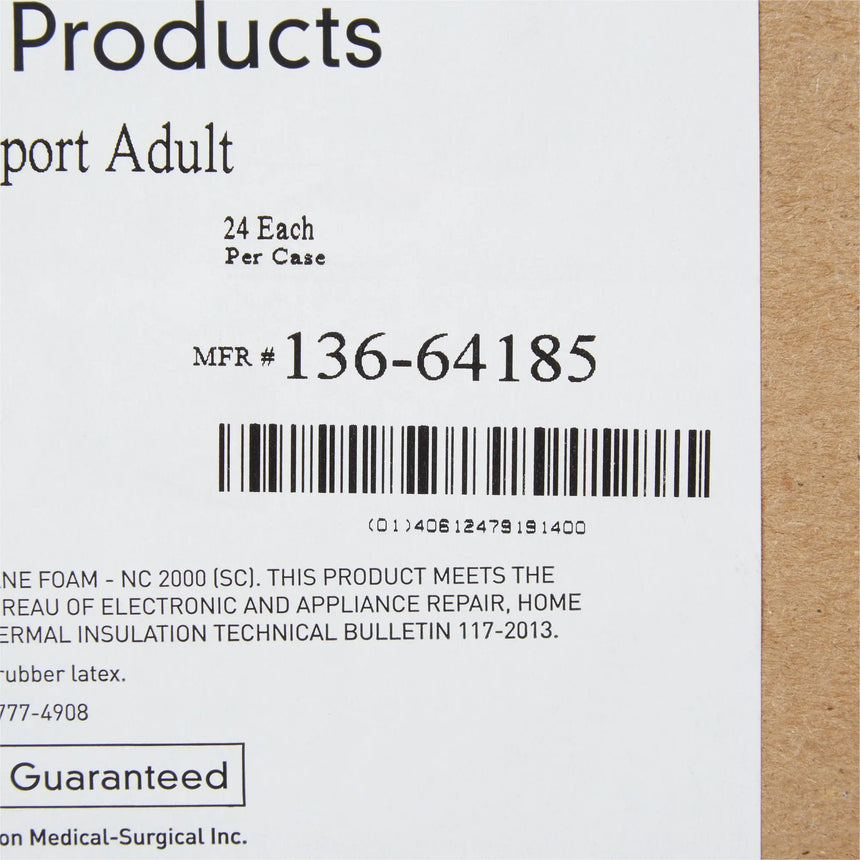 Products
port Adult
24 Each
Per Case
MFR # 136-64185
(01)40612479191400
ANE FOAM - NC 2000 (SC). THIS PRODUCT MEETS THE
REAU OF ELECTRONIC AND APPLIANCE REPAIR, HOME
ERMAL INSULATION TECHNICAL BULLETIN 117-2013.
rubber latex.
777-4908
Guaranteed
on Medical-Surgical Inc.